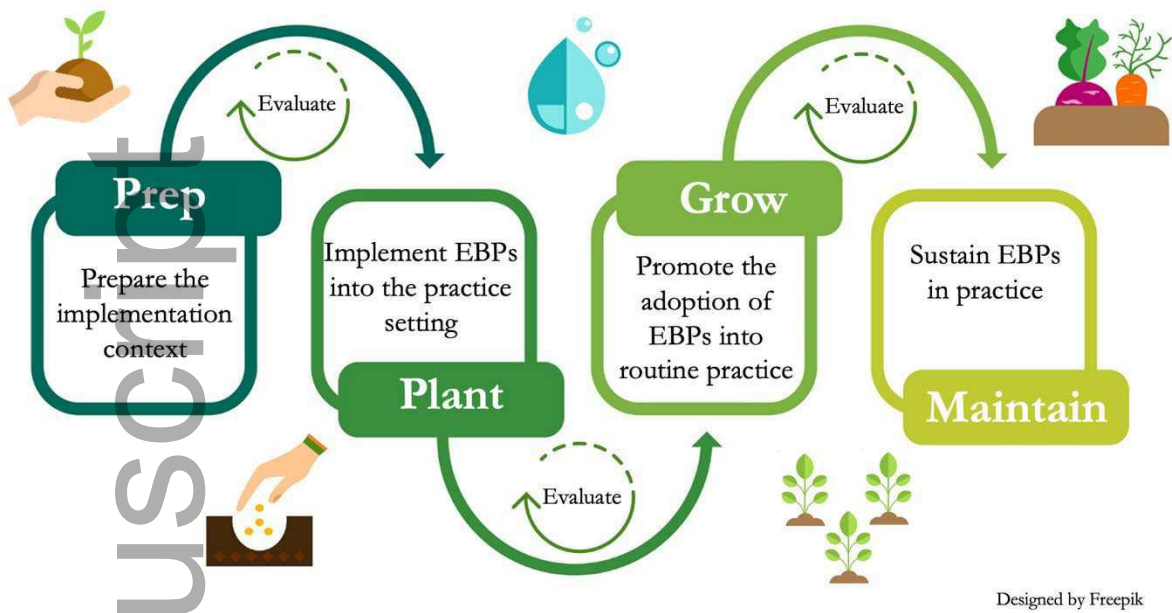 Evaluate
Prep
Prepare the
implementation
context
Implement EBPs
into the practice
setting
Plant
Evaluate
Grow
Promote the
adoption of
EBPs into
routine practice
Evaluate
Sustain EBPs
in practice
Maintain
uscript
Designed by Freepik